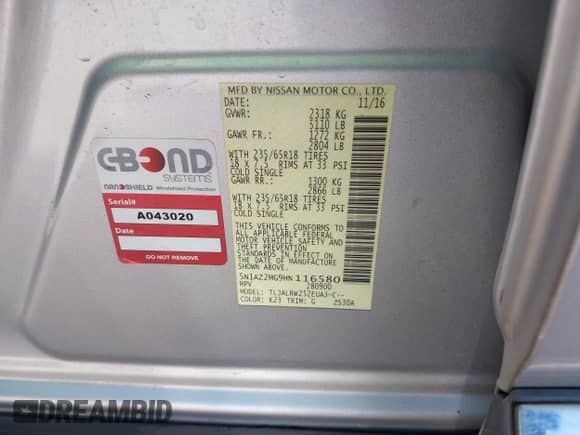 MFD BY NISSAN MOTOR CO., LTD.
DATE: 11/16
GVWR: 2318 KG
5110 LB
GAWR FR.: 1272 KG
2804 LB
WITH 235/65R18 TIRES
18 x 7.5 RIMS AT 33 PSI
COLD SINGLE
GAWR RR.: 1300 KG
2866 LB
WITH 235/65R18 TIRES
18 x 7.5 RIMS AT 33 PSI
COLD SINGLE
THIS VEHICLE CONFORMS TO
ALL APPLICABLE FEDERAL
MOTOR VEHICLE SAFETY AND THEFT
STANDARDS IN EFFECT ON
THE DATE OF MANUFACTURE
SHOWN ABOVE.
5N1AZ2MG9HN116580
MPV 280900
MODEL: TLJALRWZ52EUAJ-C--
COLOR: K23 TRIM: G 2530A
G-BOND
SYSTEMS
NANOSHIELD Windshield Protection
Serial#
A043020
Date
DO NOT REMOVE
DREAMBID